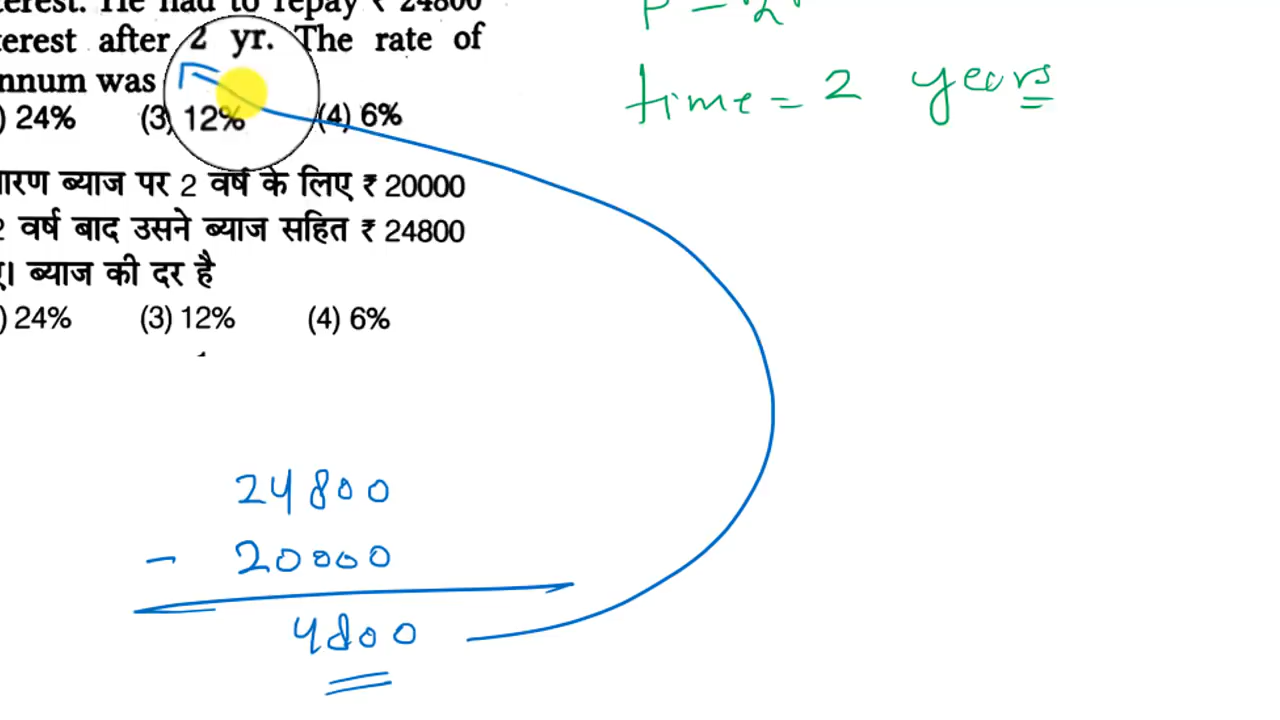 He had to repay ₹ 24800
erest after 2 yr. The rate of
nnum was
) 24% (3) 12% (4) 6%
ारण ब्याज पर 2 वर्ष के लिए ₹ 20000
2 वर्ष बाद उसने ब्याज सहित ₹ 24800
ब्याज की दर है
) 24% (3) 12% (4) 6%
time = 2 years
24800
- 20000
4800